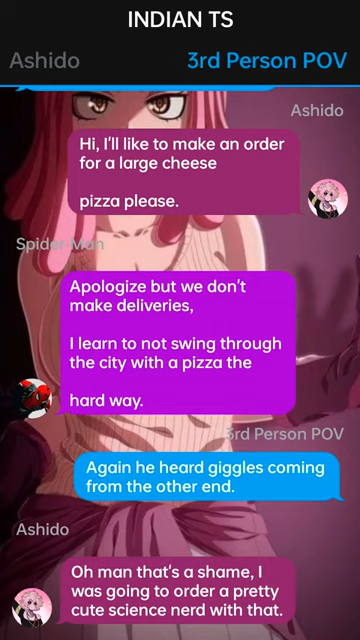 INDIAN TS
Ashido
3rd Person POV
Ashido
Hi, I'll like to make an order
for a large cheese
pizza please.
Spider-Man
Apologize but we don't
make deliveries,
I learn to not swing through
the city with a pizza the
hard way.
3rd Person POV
Again he heard giggles coming
from the other end.
Ashido
Oh man that's a shame, I
was going to order a pretty
cute science nerd with that.